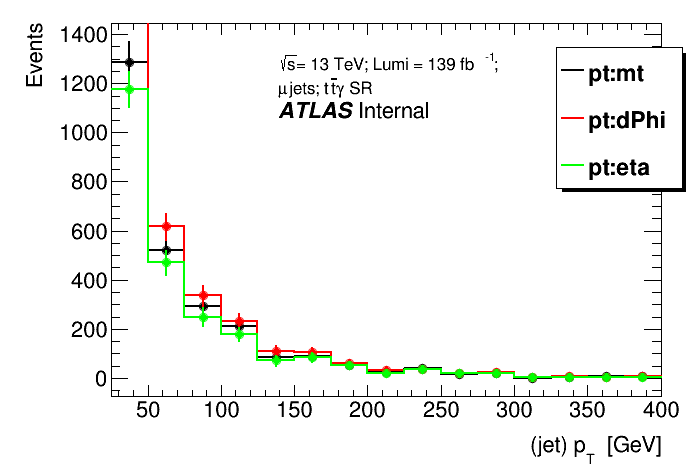 Events
1400
1200
1000
800
600
400
200
0
√s= 13 TeV; Lumi = 139 fb⁻¹;
μjets; tt̄γ SR
ATLAS Internal
pt:mt
pt:dPhi
pt:eta
50 100 150 200 250 300 350 400
(jet) p_T [GeV]